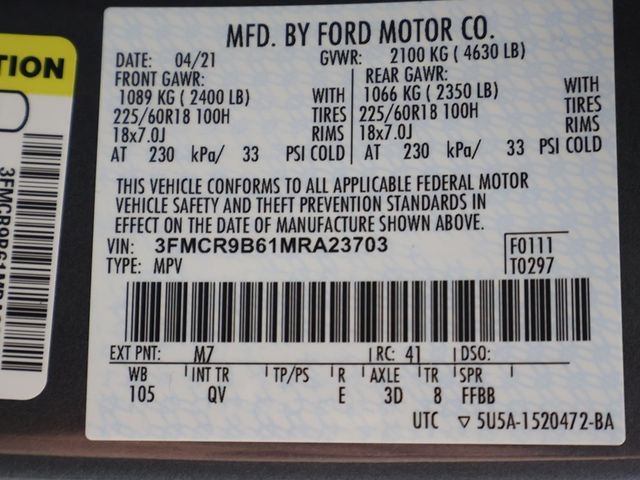 TION
3FMCR9B61MRA
MFD. BY FORD MOTOR CO.
DATE: 04/21 GVWR: 2100 KG ( 4630 LB)
FRONT GAWR: REAR GAWR:
1089 KG ( 2400 LB) WITH 1066 KG ( 2350 LB) WITH
225/60R18 100H TIRES 225/60R18 100H TIRES
18x7.0J RIMS 18x7.0J RIMS
AT 230 kPa/ 33 PSI COLD AT 230 kPa/ 33 PSI COLD
THIS VEHICLE CONFORMS TO ALL APPLICABLE FEDERAL MOTOR
VEHICLE SAFETY AND THEFT PREVENTION STANDARDS IN
EFFECT ON THE DATE OF MANUFACTURE SHOWN ABOVE.
VIN: 3FMCR9B61MRA23703 F0111
TYPE: MPV T0297
EXT PNT: M7 RC: 41 DSO:
WB INT TR TP/PS R AXLE TR SPR
105 QV E 3D 8 FFBB
UTC ▽ 5U5A-1520472-BA